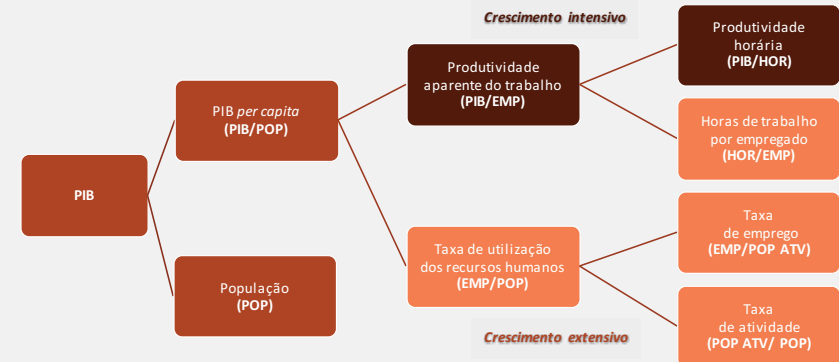 Crescimento intensivo
Produtividade
horária
(PIB/HOR)
Produtividade
aparente do trabalho
(PIB/EMP)
PIB per capita
(PIB/POP)
Horas de trabalho
por empregado
(HOR/EMP)
PIB
Taxa
de emprego
(EMP/POP ATV)
Taxa de utilização
dos recursos humanos
(EMP/POP)
População
(POP)
Taxa
de atividade
(POP ATV/ POP)
Crescimento extensivo